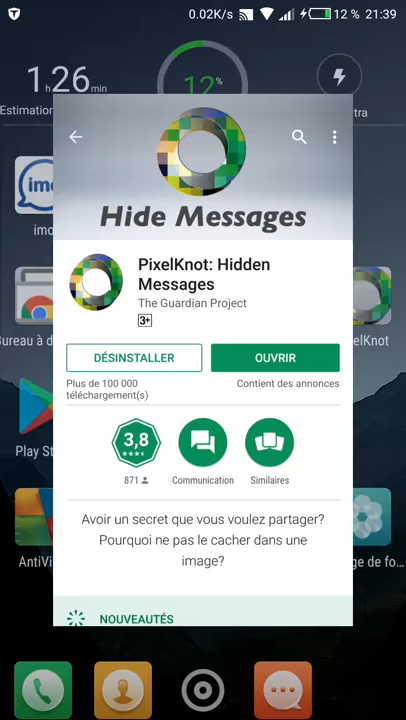 0.02K/s 12 % 21:39
1 h 26 min
12 %
Estimation
tra
Hide Messages
imo
imo
PixelKnot: Hidden
Messages
The Guardian Project
3+
ureau à d
elKnot
DÉSINSTALLER
OUVRIR
Plus de 100 000
téléchargement(s)
Contient des annonces
3,8
871
Communication
Similaires
Play St
Avoir un secret que vous voulez partager?
Pourquoi ne pas le cacher dans une
image?
AntiVi
ge de fo...
NOUVEAUTÉS